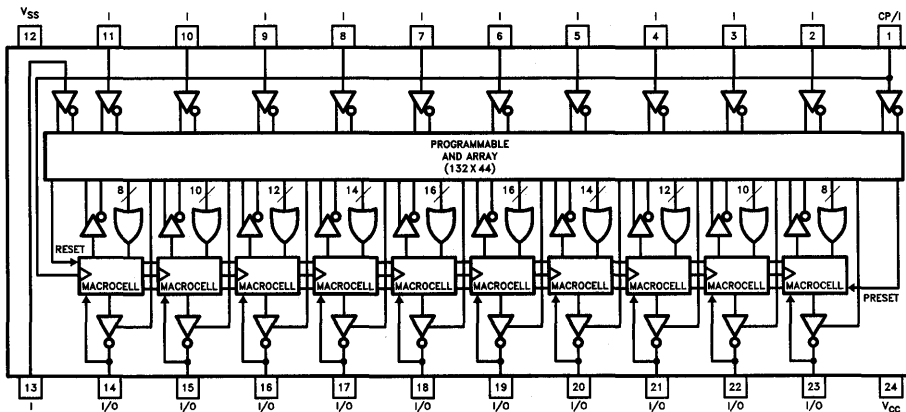 VSS I I I I I I I I I I CP/I
12 11 10 9 8 7 6 5 4 3 2 1
PROGRAMMABLE
AND ARRAY
(132 X 44)
8 10 12 14 16 16 14 12 10 8
RESET
MACROCELL MACROCELL MACROCELL MACROCELL MACROCELL MACROCELL MACROCELL MACROCELL MACROCELL MACROCELL
PRESET
13 14 15 16 17 18 19 20 21 22 23 24
I I/O I/O I/O I/O I/O I/O I/O I/O I/O I/O VCC